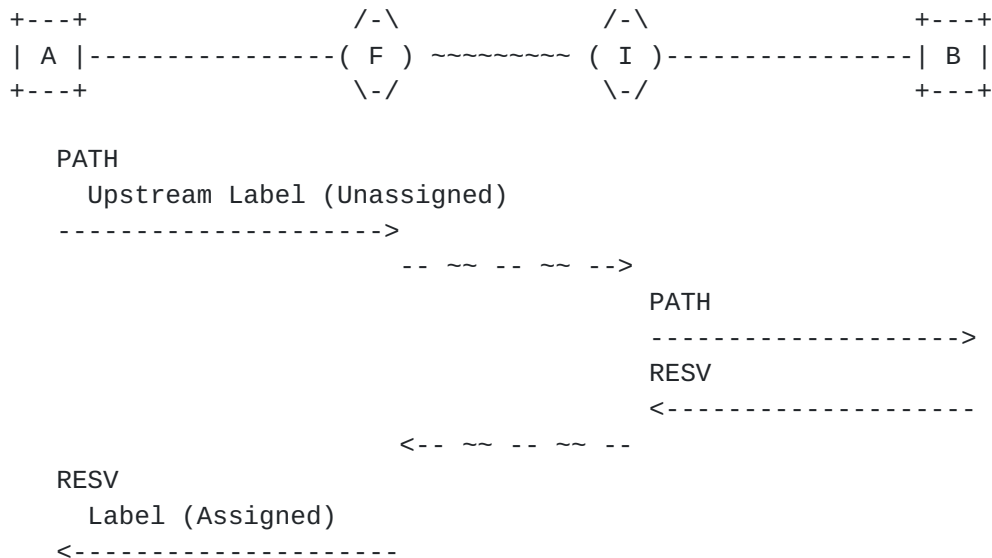 +---+                 /-\             /-\                 +---+
| A |----------------( F ) ~~~~~~~~~ ( I )----------------| B |
+---+                 \-/             \-/                 +---+
PATH
Upstream Label (Unassigned)
--------------------->
-- ~~ -- ~~ -->
PATH
-------------------->
RESV
<--------------------
<-- ~~ -- ~~ --
RESV
Label (Assigned)
<---------------------